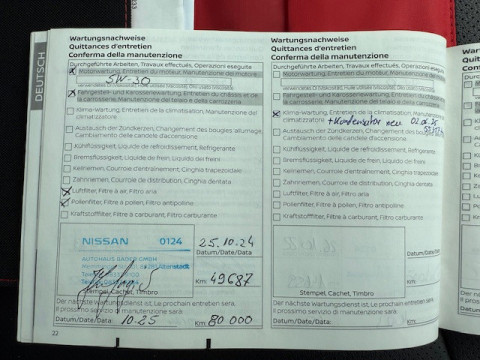 DEUTSCH
Wartungsnachweise
Quittances d'entretien
Conferma della manutenzione
Durchgeführte Arbeiten, Travaux effectués, Operazioni eseguite
Motorwartung, Entretien du moteur, Manutenzione del motore
5W-30
Fahrgestell- und Karosseriewartung, Entretien du châssis et de
la carrosserie, Manutenzione del telaio e della carrozzeria
Klima-Wartung, Entretien de la climatisation, Manutenzione del
climatizzatore
Austausch der Zündkerzen, Changement des bougies allumage,
Cambiamento delle candele d'accensione
Kühlflüssigkeit, Liquide de refroidissement, Refrigerante
Bremsflüssigkeit, Liquide de frein, Liquido dei freni
Keilriemen, Courroie d'entraînement, Cinghia trapezoidale
Zahnriemen, Courroie de distribution, Cinghia dentata
Luftfilter, Filtre à air, Filtro aria
Pollenfilter, Filtre à pollen, Filtro antipolline
Kraftstofffilter, Filtre à carburant, Filtro carburante
NISSAN 0124
25.10.24
Datum/Date/Data
AUTOHAUS GMBH
Km: 49687
Stempel, Cachet, Timbro
Der nächste Wartungsdienst ist, Le prochain entretien sera,
Il prossimo servizio di manutenzione sarà
Datum/Date/Data: 10.25 Km: 80 000
22
Wartungsnachweise
Quittances d'entretien
Conferma della manutenzione
Durchgeführte Arbeiten, Travaux effectués, Operazioni eseguite
Motorwartung, Entretien du moteur, Manutenzione del motore
Fahrgestell- und Karosseriewartung, Entretien du châssis et de
la carrosserie, Manutenzione del telaio e della carrozzeria
Klima-Wartung, Entretien de la climatisation, Manutenzione del
climatizzatore +Kondensator neu
Austausch der Zündkerzen, Changement des bougies allumage,
Cambiamento delle candele d'accensione
Kühlflüssigkeit, Liquide de refroidissement, Refrigerante
Bremsflüssigkeit, Liquide de frein, Liquido dei freni
Keilriemen, Courroie d'entraînement, Cinghia trapezoidale
Zahnriemen, Courroie de distribution, Cinghia dentata
Luftfilter, Filtre à air, Filtro aria
Pollenfilter, Filtre à pollen, Filtro antipolline
Kraftstofffilter, Filtre à carburant, Filtro carburante
Datum/Date/Data
Km:
Stempel, Cachet, Timbro
Der nächste Wartungsdienst ist, Le prochain entretien sera,
Il prossimo servizio di manutenzione sarà
Datum/Date/Data: Km: